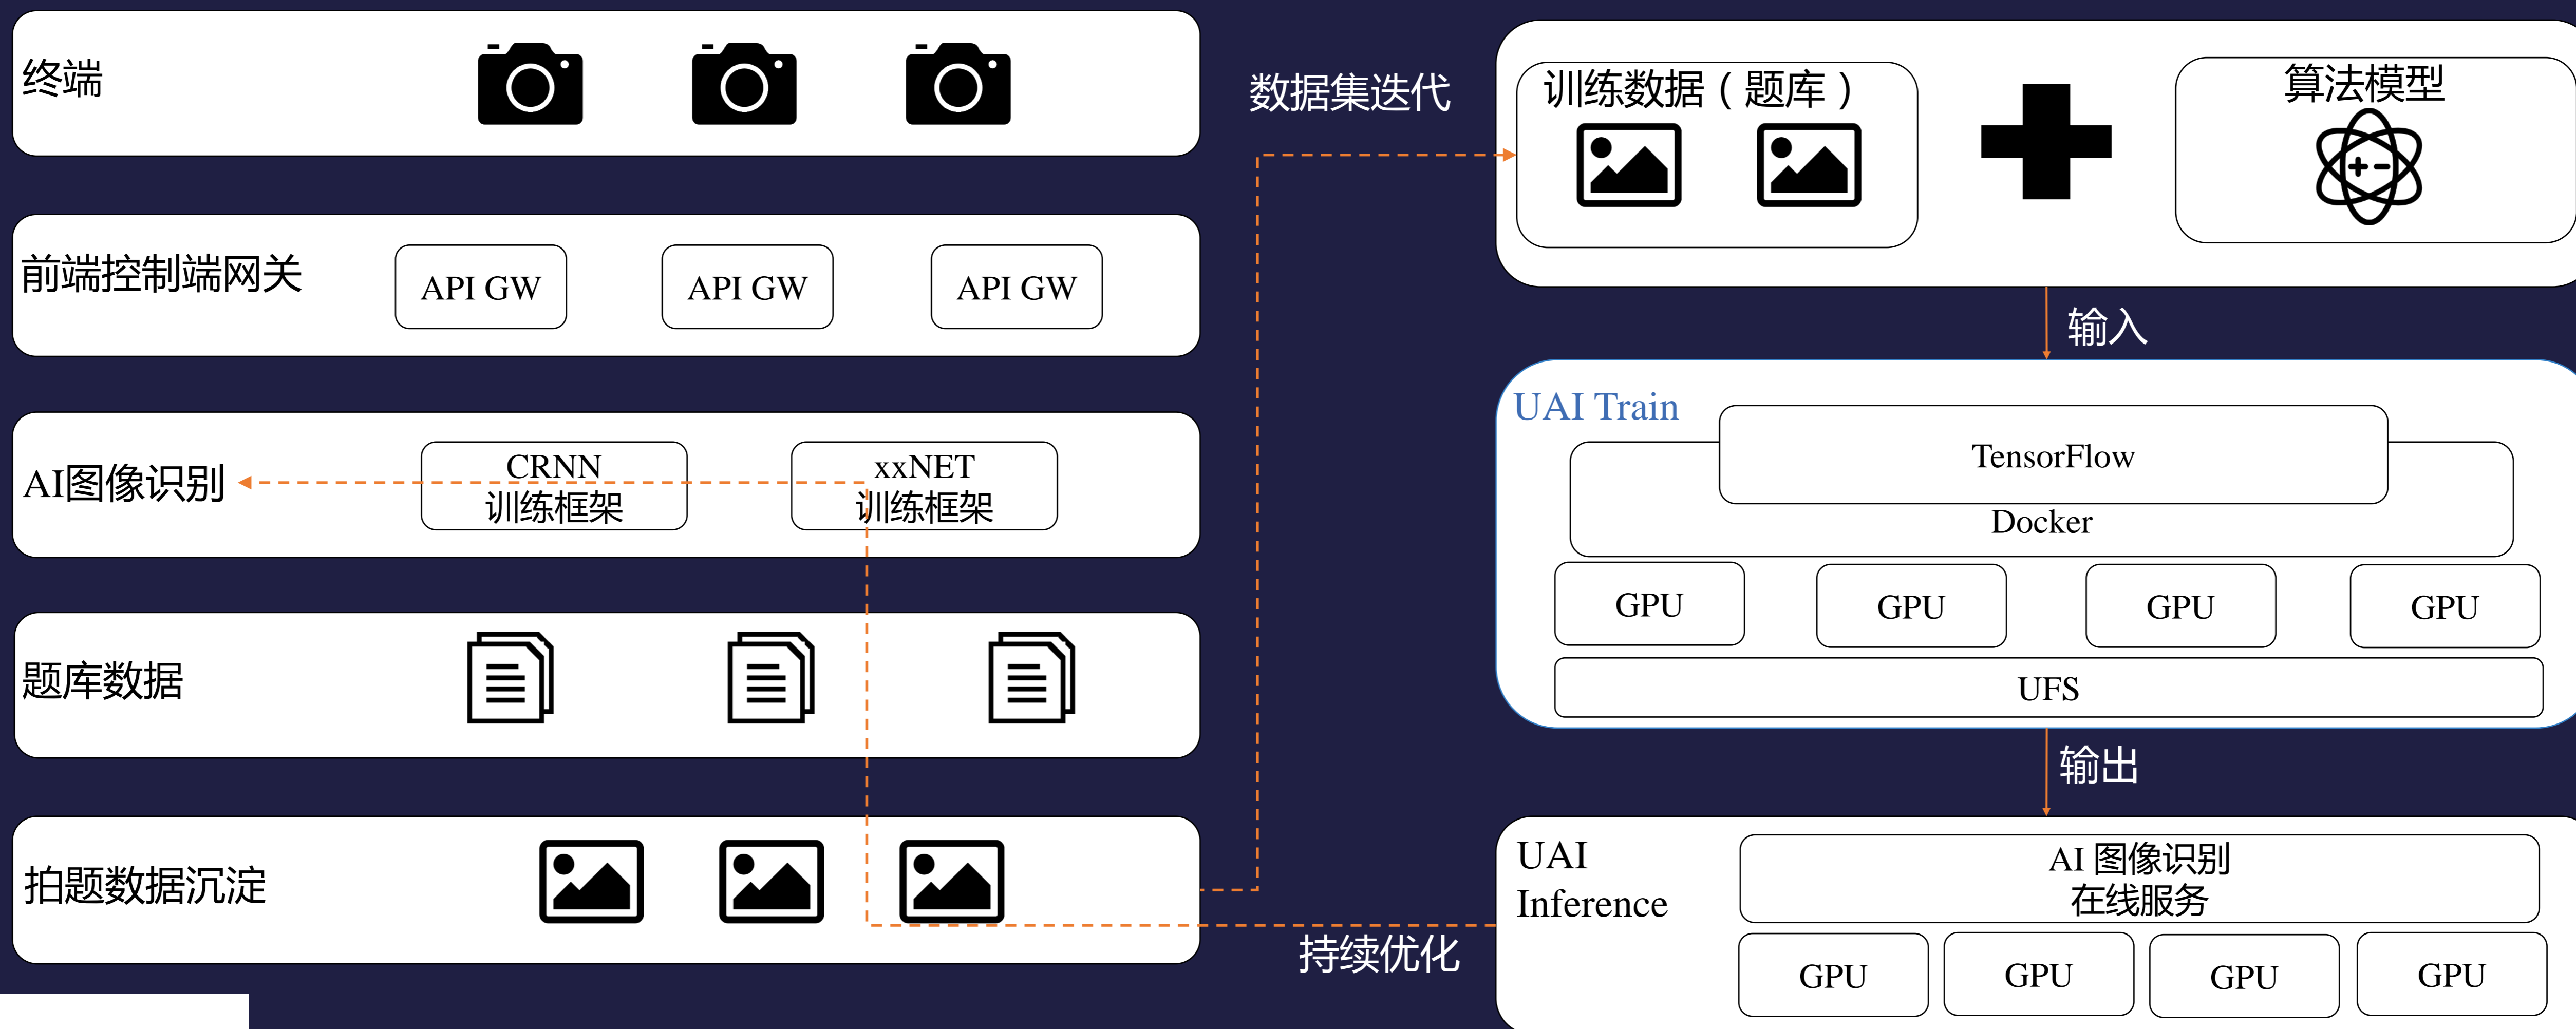 终端
前端控制端网关
API GW
API GW
API GW
AI图像识别
CRNN
训练框架
xxNET
训练框架
题库数据
拍题数据沉淀
数据集迭代
持续优化
训练数据（题库）
算法模型
输入
UAI Train
TensorFlow
Docker
GPU
GPU
GPU
GPU
UFS
输出
UAI
Inference
AI 图像识别
在线服务
GPU
GPU
GPU
GPU